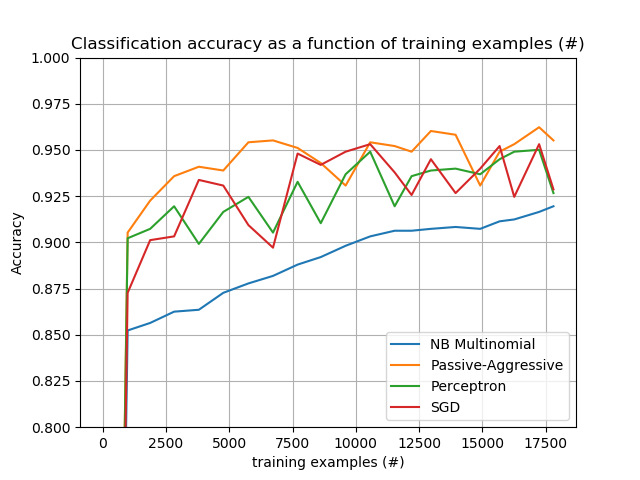 Classification accuracy as a function of training examples (#)
1.000
0.975
0.950
0.925
0.900
0.875
0.850
0.825
0.800
Accuracy
NB Multinomial
Passive-Aggressive
Perceptron
SGD
0 2500 5000 7500 10000 12500 15000 17500
training examples (#)